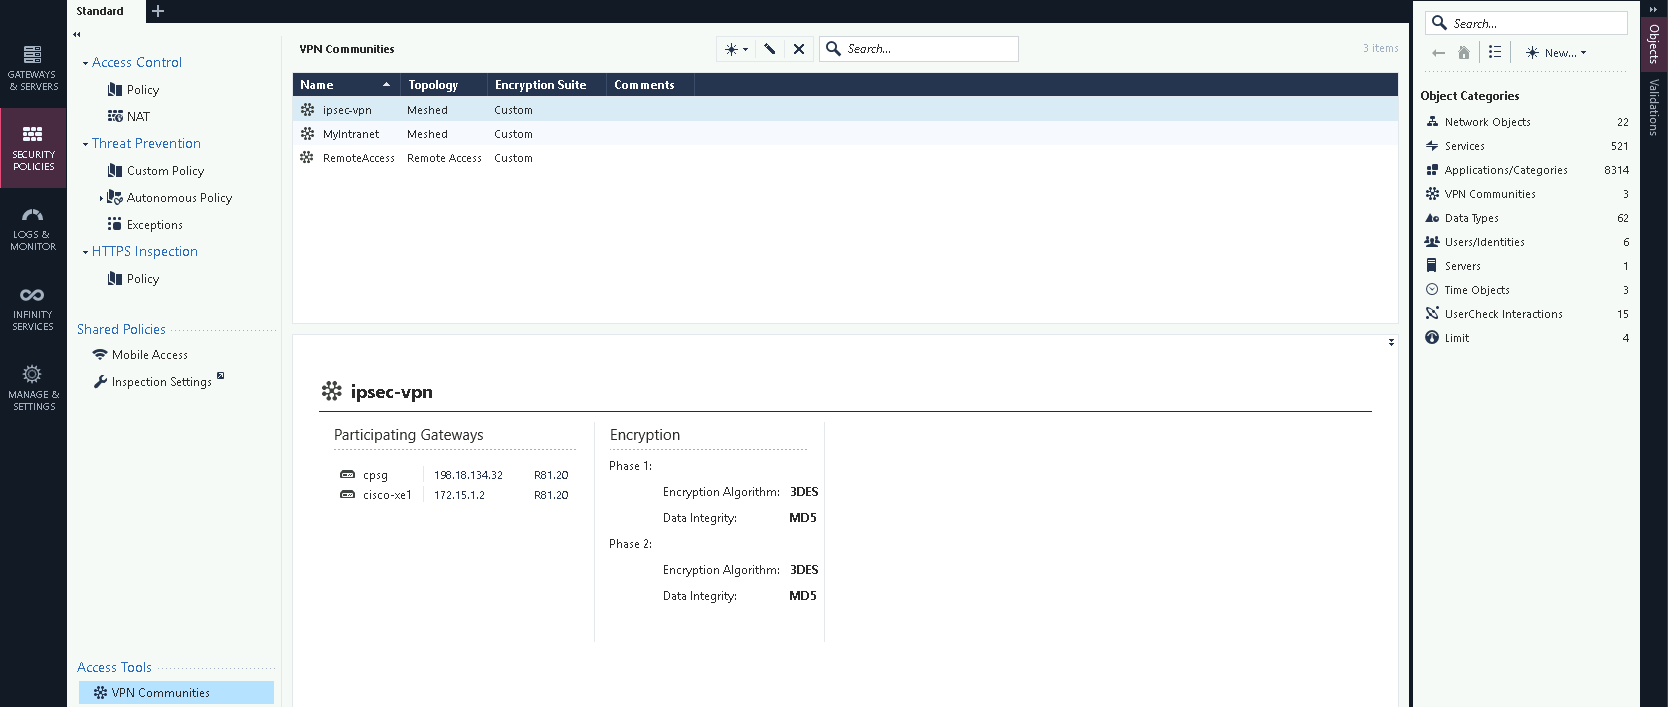 Standard
GATEWAYS
& SERVERS
SECURITY
POLICIES
LOGS &
MONITOR
INFINITY
SERVICES
MANAGE &
SETTINGS
Access Control
Policy
NAT
Threat Prevention
Custom Policy
Autonomous Policy
Exceptions
HTTPS Inspection
Policy
Shared Policies
Mobile Access
Inspection Settings
Access Tools
VPN Communities
VPN Communities
Search...
3 items
Name Topology Encryption Suite Comments
ipsec-vpn Meshed Custom
MyIntranet Meshed Custom
RemoteAccess Remote Access Custom
ipsec-vpn
Participating Gateways
cpsg 198.18.134.32 R81.20
cisco-xe1 172.15.1.2 R81.20
Encryption
Phase 1:
Encryption Algorithm: 3DES
Data Integrity: MD5
Phase 2:
Encryption Algorithm: 3DES
Data Integrity: MD5
Search...
New...
Object Categories
Network Objects 22
Services 521
Applications/Categories 8314
VPN Communities 3
Data Types 62
Users/Identities 6
Servers 1
Time Objects 3
UserCheck Interactions 15
Limit 4
Objects
Validations